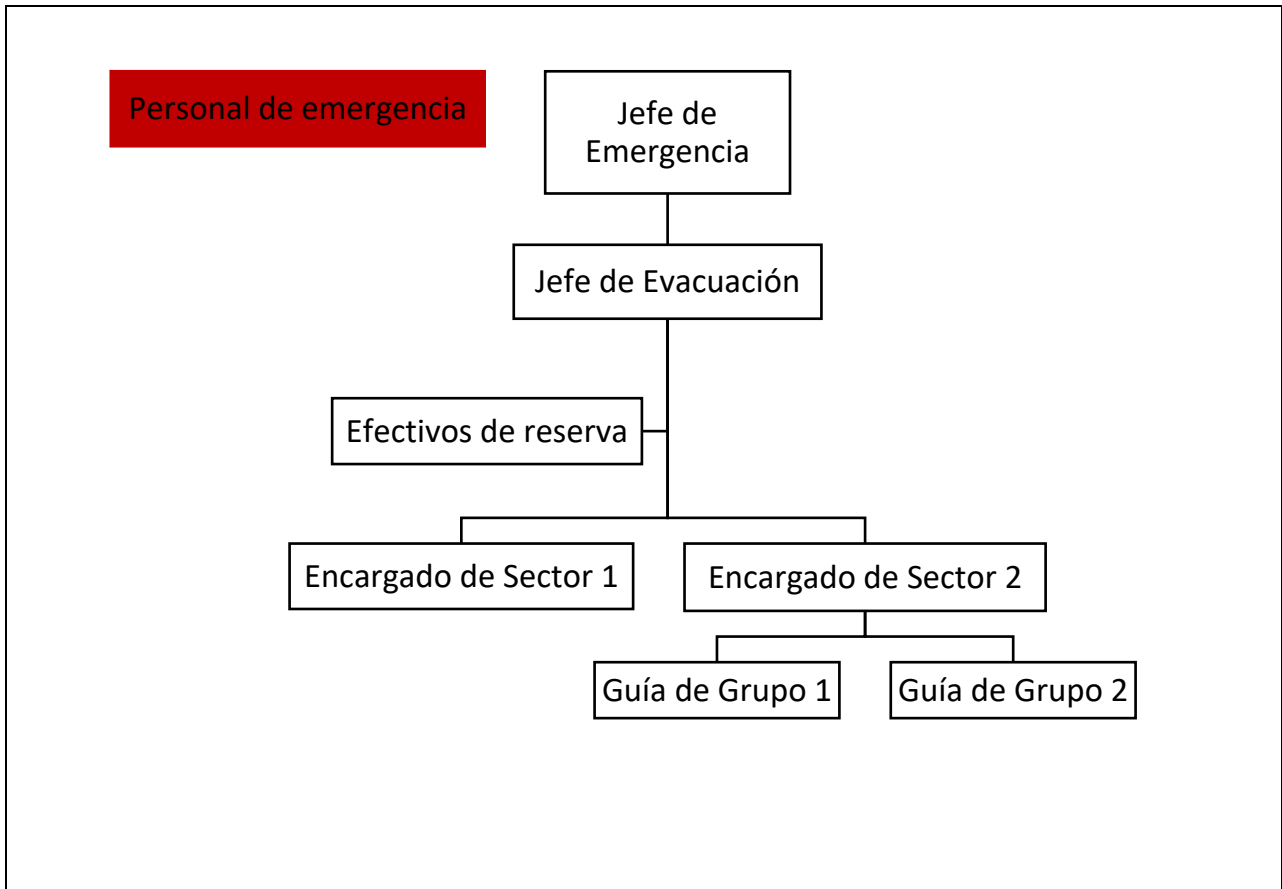 Personal de emergencia
Jefe de
Emergencia
Jefe de Evacuación
Efectivos de reserva
Encargado de Sector 1
Encargado de Sector 2
Guía de Grupo 1
Guía de Grupo 2